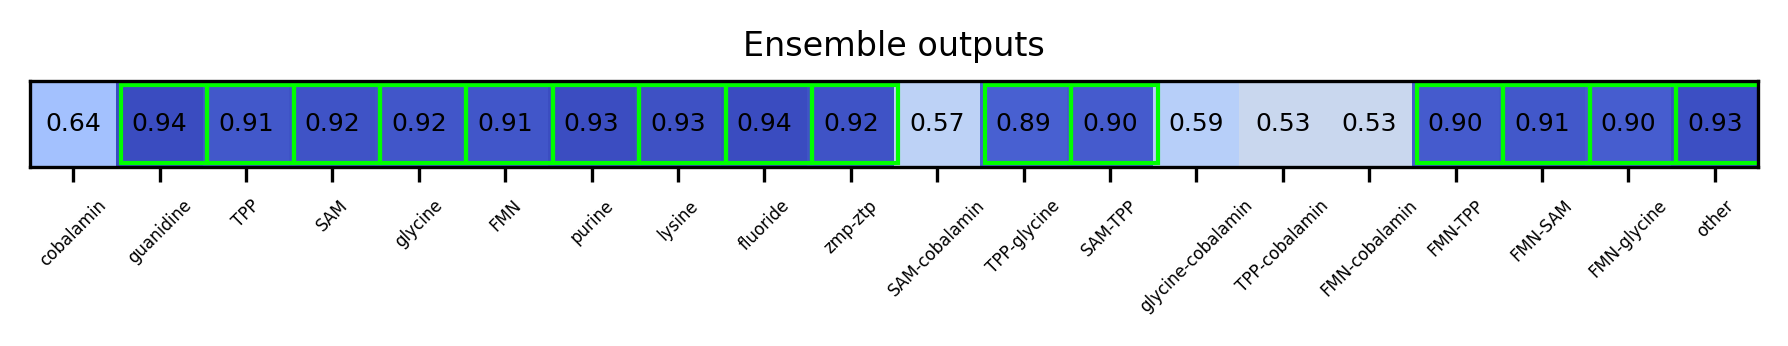 Ensemble outputs
0.64 0.94 0.91 0.92 0.92 0.91 0.93 0.93 0.94 0.92 0.57 0.89 0.90 0.59 0.53 0.53 0.90 0.91 0.90 0.93
cobalamin guanidine TPP SAM glycine FMN purine lysine fluoride zmp-ztp SAM-cobalamin TPP-glycine SAM-TPP glycine-cobalamin TPP-cobalamin FMN-cobalamin FMN-TPP FMN-SAM FMN-glycine other